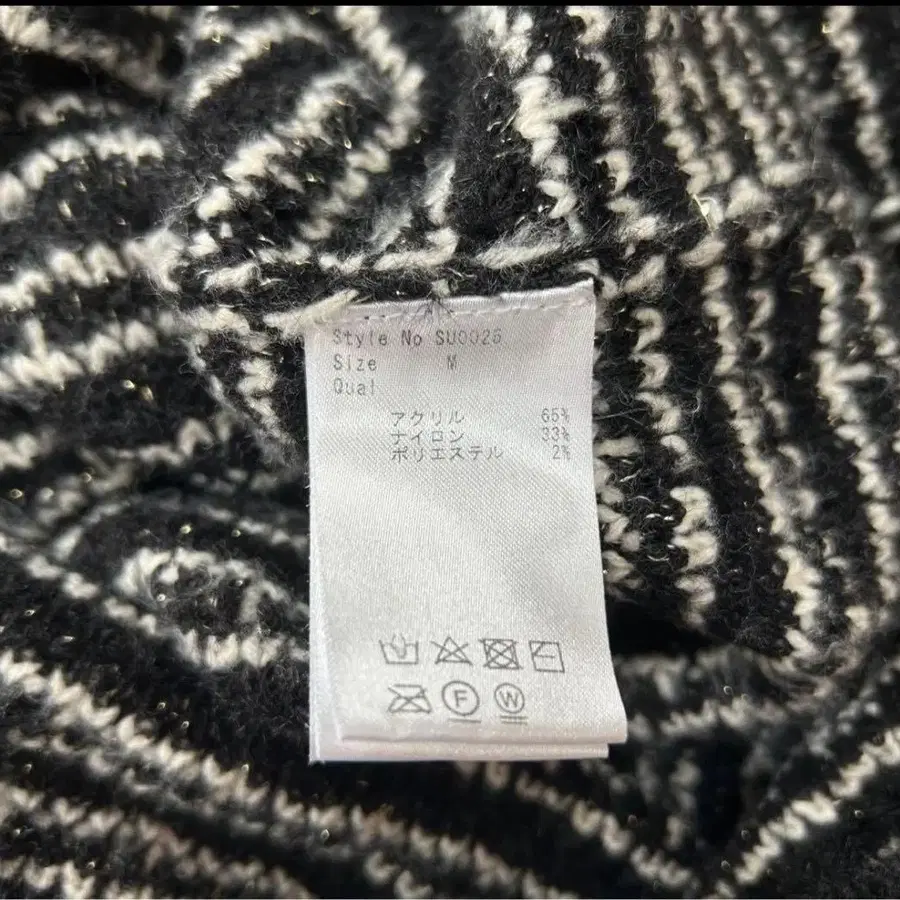 Style No SU0026
Size M
Qual
アクリル 65%
ナイロン 33%
ポリエステル 2%
F W